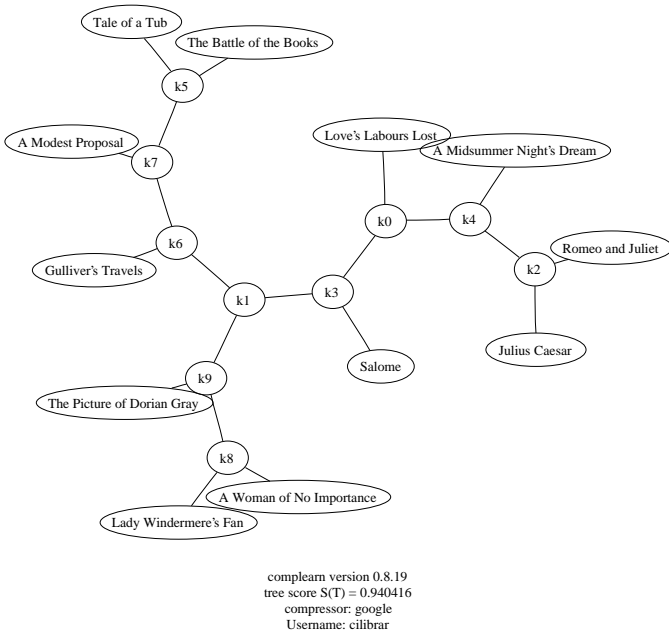 Tale of a Tub
The Battle of the Books
k5
Love's Labours Lost
A Modest Proposal
A Midsummer Night's Dream
k7
k0
k4
k6
Romeo and Juliet
k2
Gulliver's Travels
k3
k1
Julius Caesar
Salome
k9
The Picture of Dorian Gray
k8
A Woman of No Importance
Lady Windermere's Fan
complearn version 0.8.19
tree score S(T) = 0.940416
compressor: google
Username: cilibrar